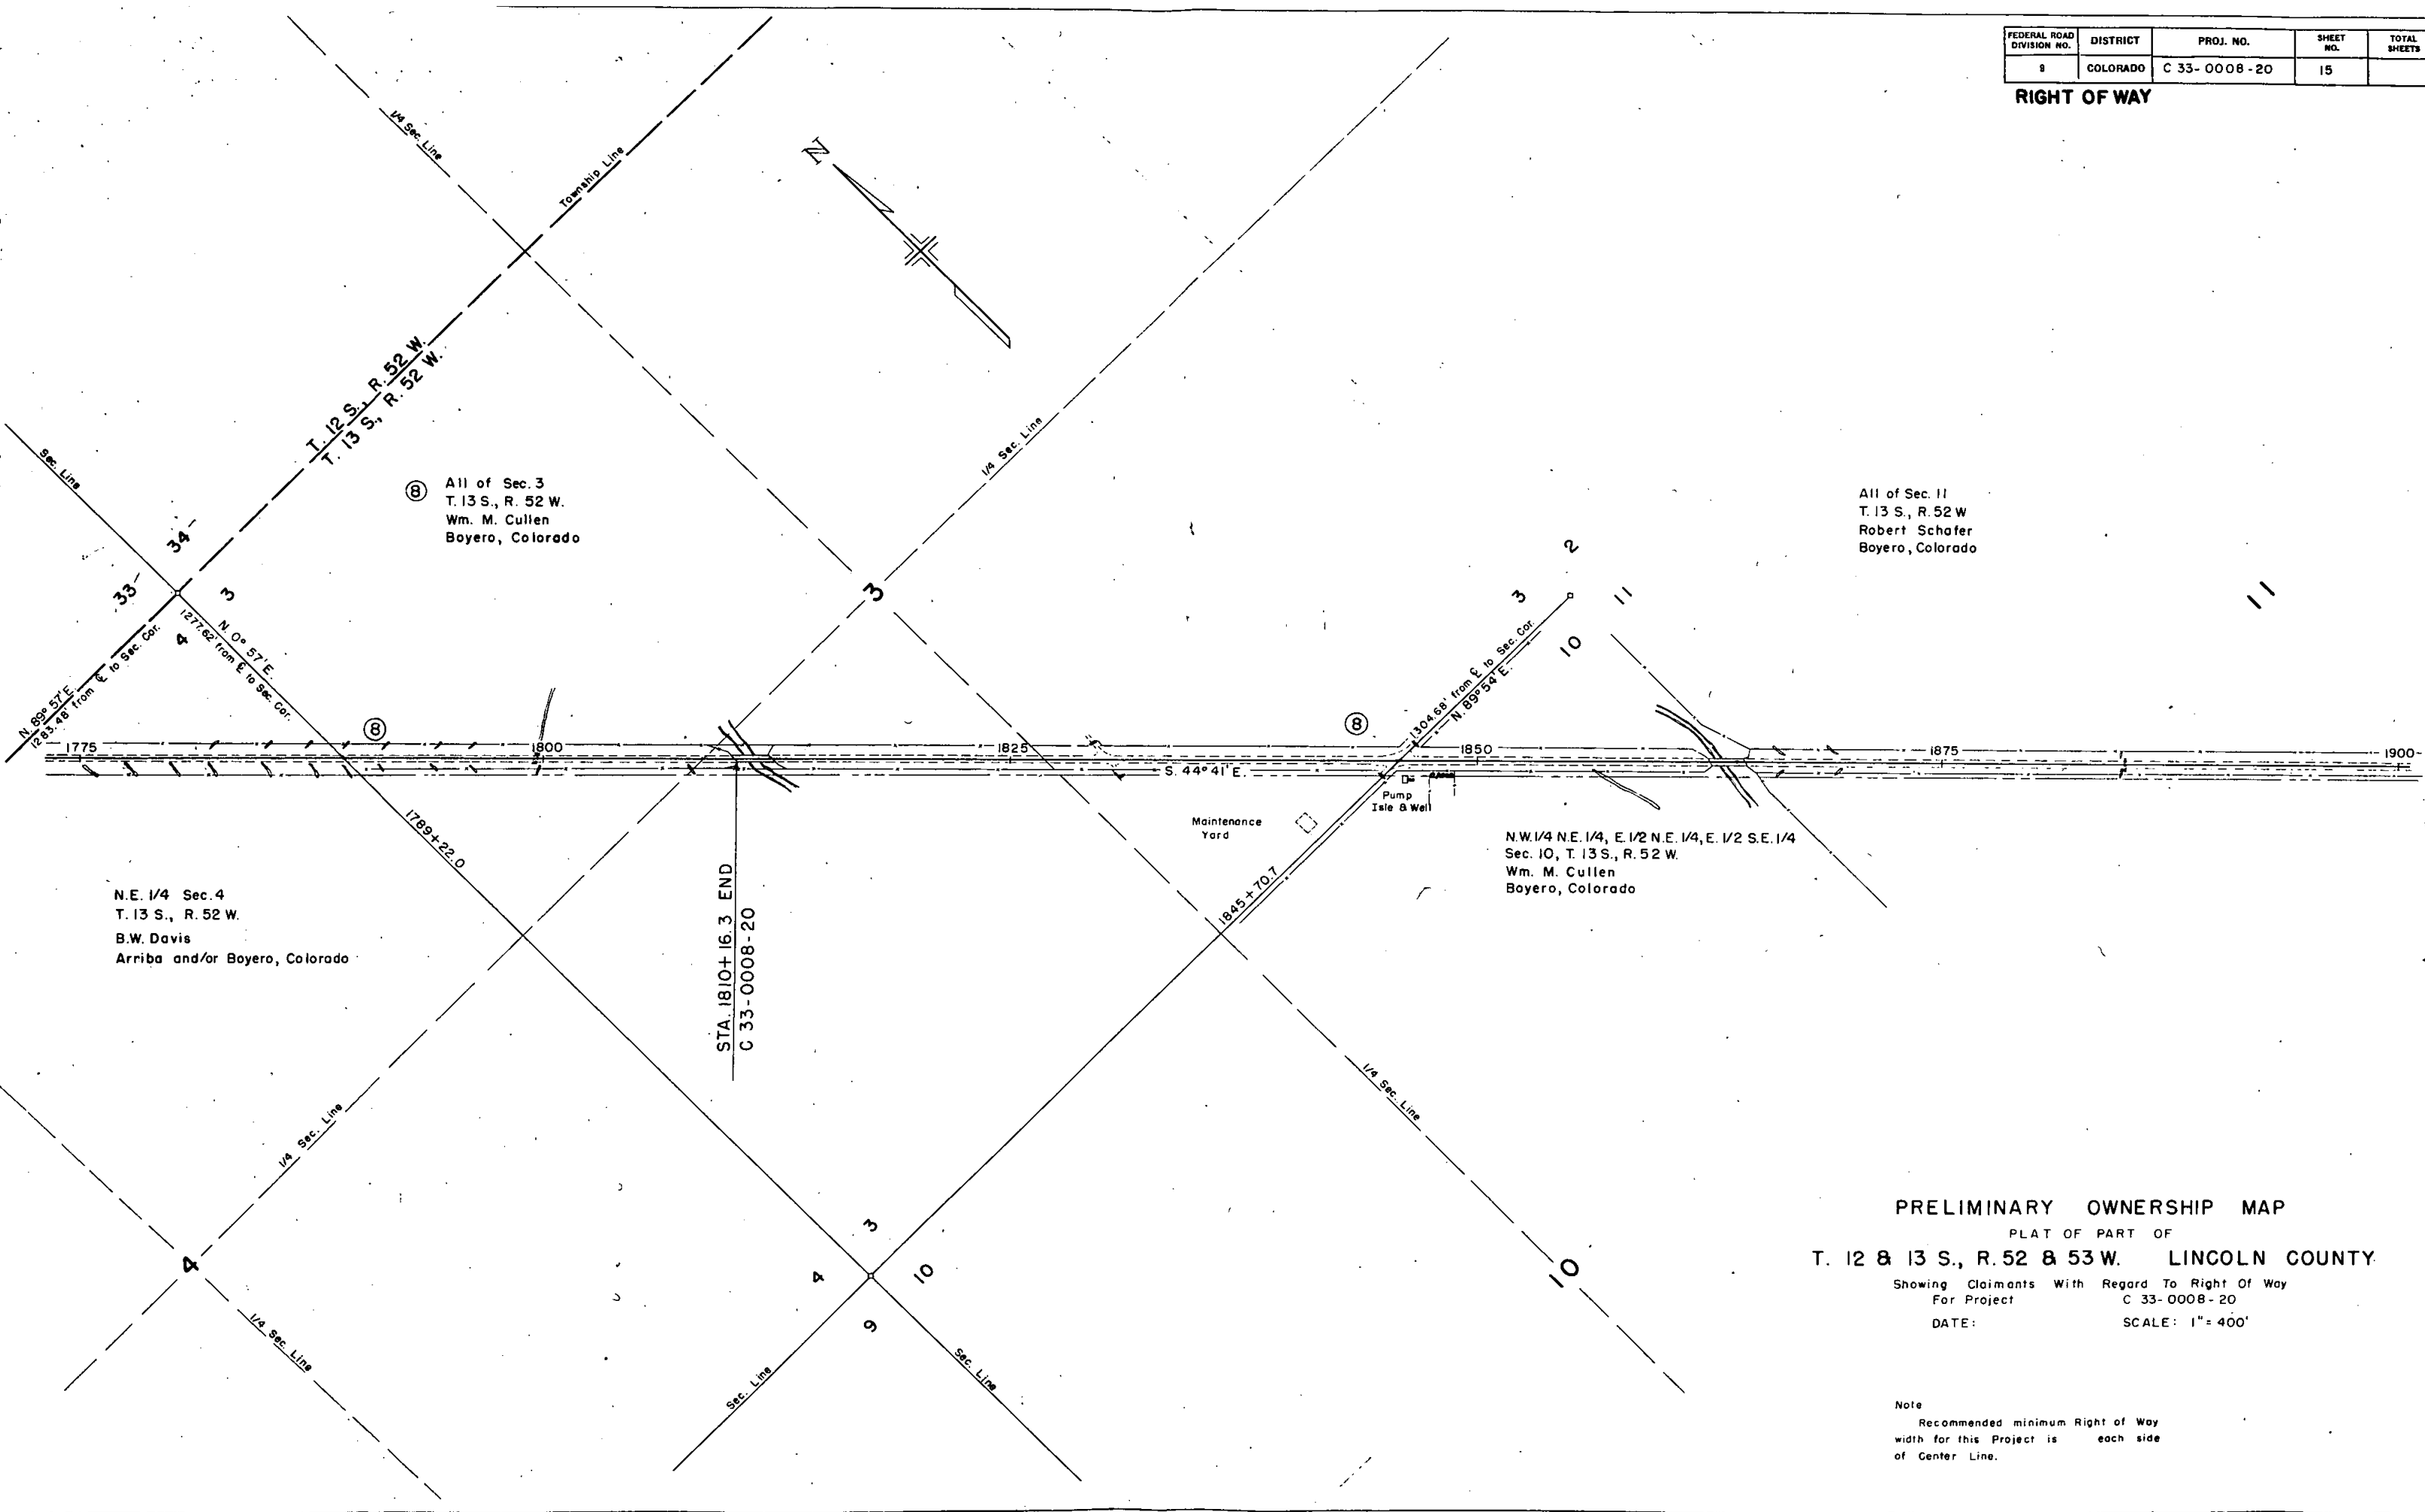 FEDERAL ROAD DIVISION NO. DISTRICT PROJ. NO. SHEET NO. TOTAL SHEETS
9 COLORADO C 33-0008-20 15
RIGHT OF WAY
1/4 Sec. Line
Township Line
N
T. 12 S., R. 52 W.
T. 13 S., R. 52 W.
1/4 Sec. Line
Sec. Line
8
All of Sec. 3
T. 13 S., R. 52 W.
Wm. M. Cullen
Boyero, Colorado
All of Sec. 11
T. 13 S., R. 52 W
Robert Schafer
Boyero, Colorado
34
33
3
4
3
2
3
11
10
11
N. 89° 57' E.
1283.48' from ℄ to Sec. Cor.
N. 0° 57' E.
1277.62' from ℄ to Sec. Cor.
1304.68' from ℄ to Sec. Cor.
N. 89° 54' E.
8
8
1775
1800
1825
1850
1875
1900
S. 44° 41' E.
Pump
Isle & Well
Maintenance
Yard
1789+22.0
1845+70.7
N.W. 1/4 N.E. 1/4, E. 1/2 N.E. 1/4, E. 1/2 S.E. 1/4
Sec. 10, T. 13 S., R. 52 W.
Wm. M. Cullen
Boyero, Colorado
N.E. 1/4 Sec. 4
T. 13 S., R. 52 W.
B.W. Davis
Arriba and/or Boyero, Colorado
STA. 1810+16.3 END
C 33-0008-20
1/4 Sec. Line
1/4 Sec. Line
4
1/4 Sec. Line
3
4
10
9
Sec. Line
Sec. Line
10
PRELIMINARY OWNERSHIP MAP
PLAT OF PART OF
T. 12 & 13 S., R. 52 & 53 W. LINCOLN COUNTY
Showing Claimants With Regard To Right Of Way
For Project C 33-0008-20
DATE: SCALE: 1" = 400'
Note
Recommended minimum Right of Way
width for this Project is each side
of Center Line.